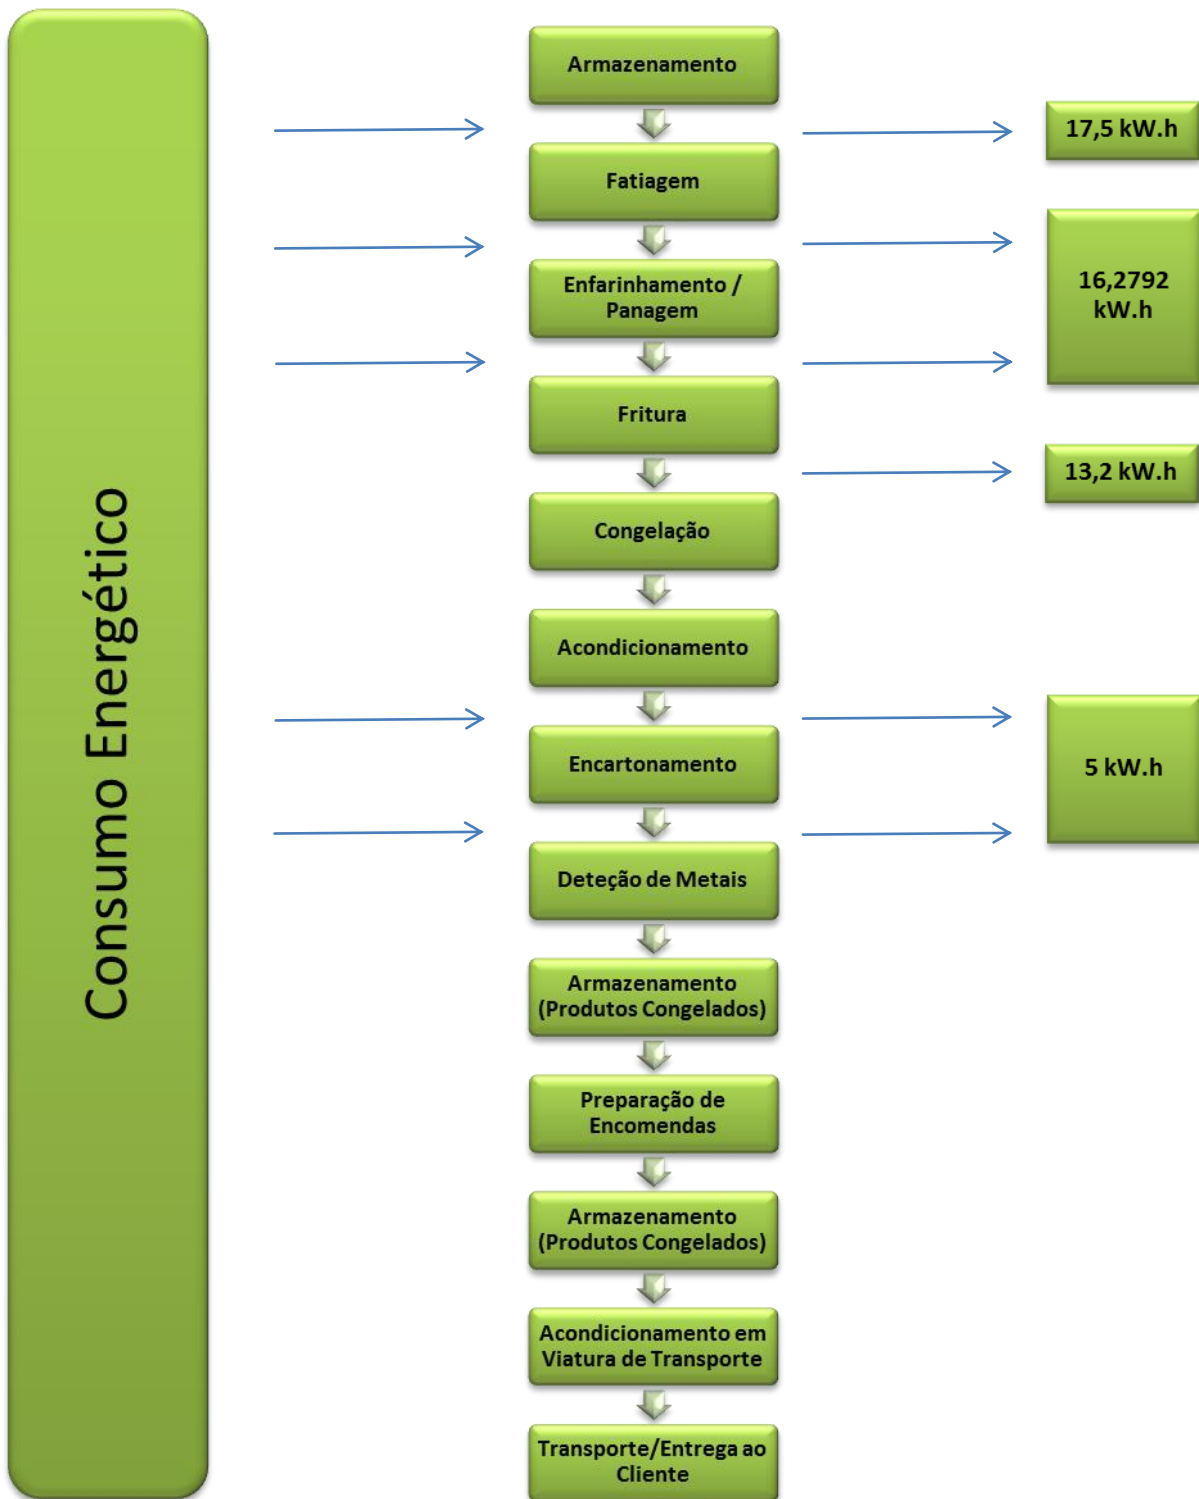 Consumo Energético
Armazenamento
17,5 kW.h
Fatiagem
Enfarinhamento /
Panagem
16,2792
kW.h
Fritura
13,2 kW.h
Congelação
Acondicionamento
Encartonamento
5 kW.h
Deteção de Metais
Armazenamento
(Produtos Congelados)
Preparação de
Encomendas
Armazenamento
(Produtos Congelados)
Acondicionamento em
Viatura de Transporte
Transporte/Entrega ao
Cliente